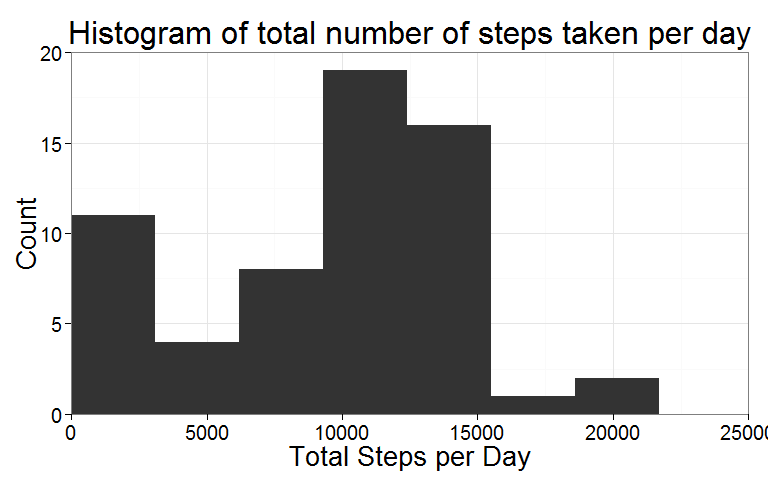 Histogram of total number of steps taken per day
20
15
10
5
0
Count
0 5000 10000 15000 20000 25000
Total Steps per Day